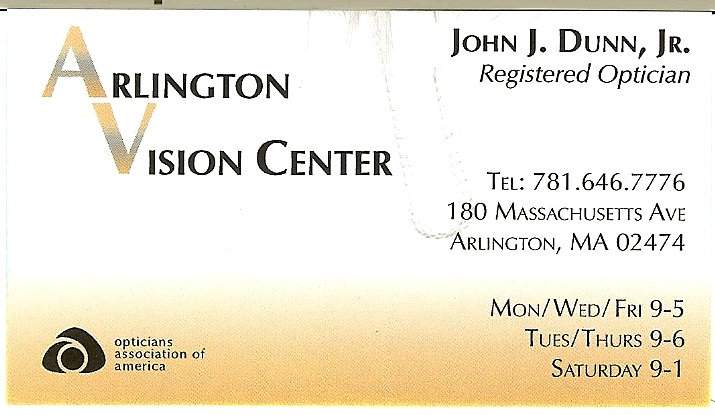 ARLINGTON
VISION CENTER
JOHN J. DUNN, JR.
Registered Optician
TEL: 781.646.7776
180 MASSACHUSETTS AVE
ARLINGTON, MA 02474
MON/WED/FRI 9-5
TUES/THURS 9-6
SATURDAY 9-1
opticians
association of
america